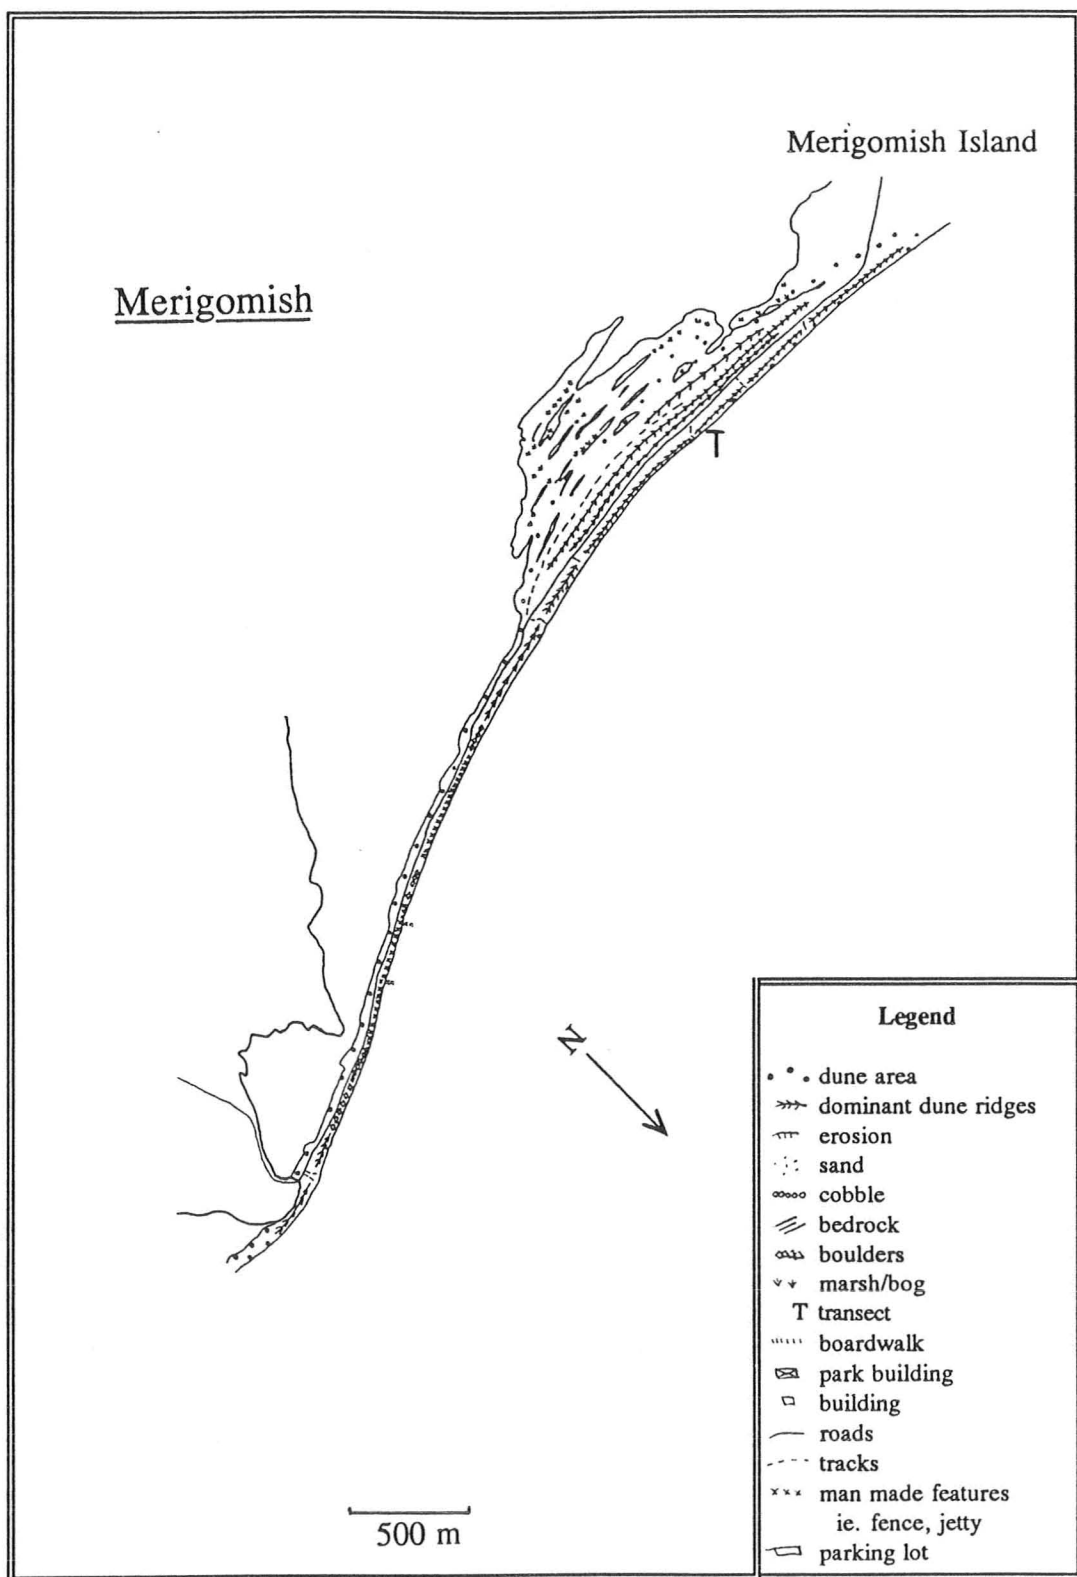 Merigomish Island
Merigomish
T
N
Legend
dune area
dominant dune ridges
erosion
sand
cobble
bedrock
boulders
marsh/bog
T transect
boardwalk
park building
building
roads
tracks
man made features
ie. fence, jetty
parking lot
500 m